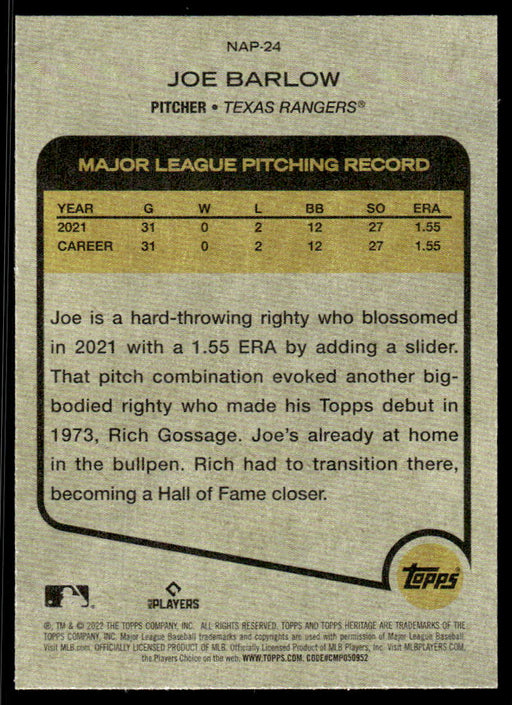 NAP-24
JOE BARLOW
PITCHER • TEXAS RANGERS®
MAJOR LEAGUE PITCHING RECORD
YEAR G W L BB SO ERA
2021 31 0 2 12 27 1.55
CAREER 31 0 2 12 27 1.55
Joe is a hard-throwing righty who blossomed
in 2021 with a 1.55 ERA by adding a slider.
That pitch combination evoked another big-
bodied righty who made his Topps debut in
1973, Rich Gossage. Joe's already at home
in the bullpen. Rich had to transition there,
becoming a Hall of Fame closer.
Topps
PLAYERS
®, TM & © 2022 THE TOPPS COMPANY, INC. ALL RIGHTS RESERVED. TOPPS AND TOPPS HERITAGE ARE TRADEMARKS OF THE
TOPPS COMPANY, INC. Major League Baseball trademarks and copyrights are used with permission of Major League Baseball.
Visit MLB.com. OFFICIALLY LICENSED PRODUCT OF MLB. Officially Licensed Product of MLB Players, Inc. Visit MLBPLAYERS.COM,
the Players Choice on the web. WWW.TOPPS.COM. CODE#CMP050952